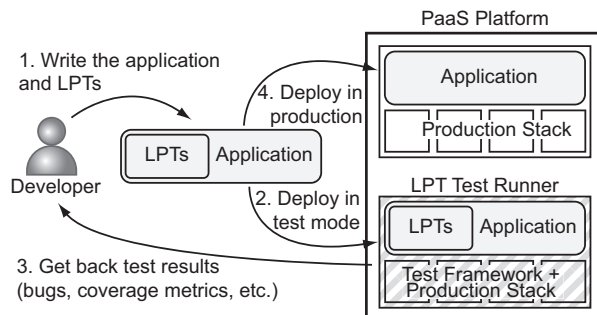 PaaS Platform
1. Write the application
and LPTs
Application
4. Deploy in
production
Production Stack
LPTs Application
Developer
LPT Test Runner
2. Deploy in
test mode
LPTs Application
3. Get back test results
(bugs, coverage metrics, etc.)
Test Framework +
Production Stack